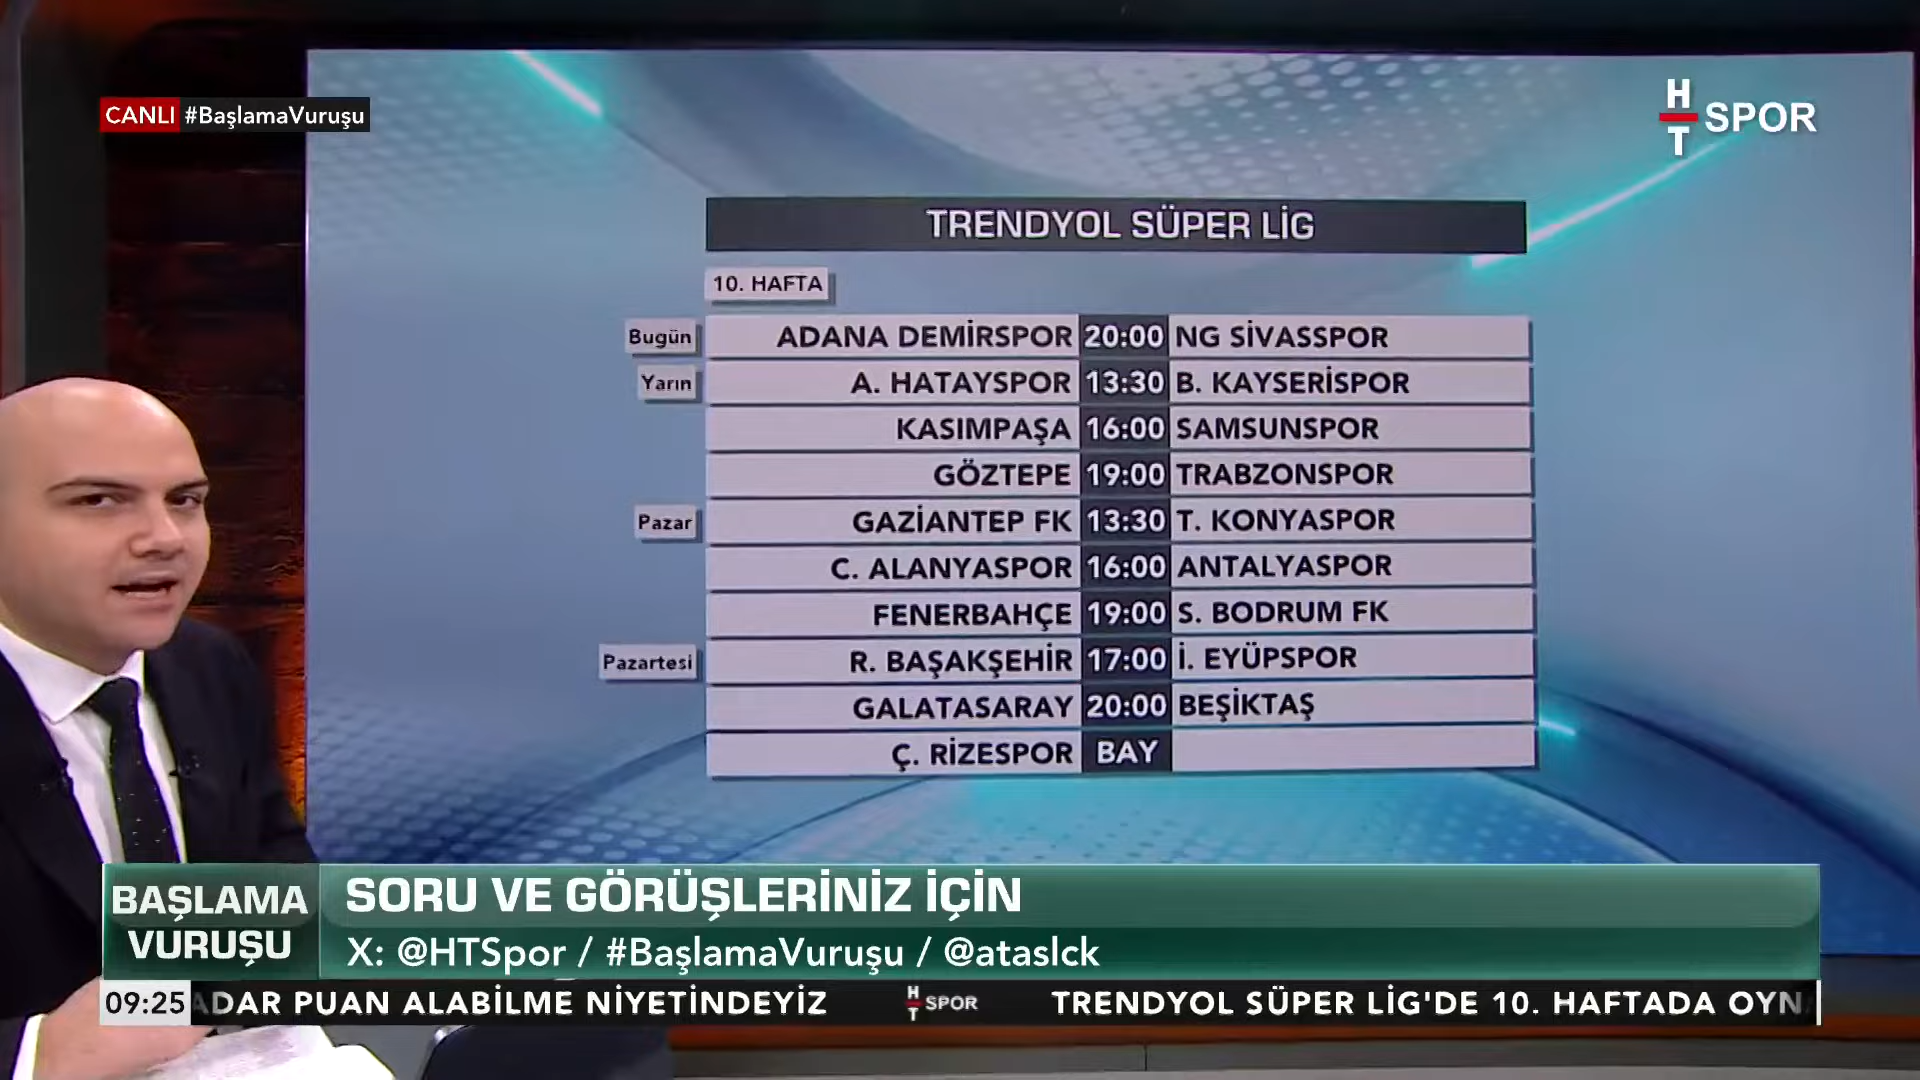 CANLI #BaşlamaVuruşu
H
SPOR
T
TRENDYOL SÜPER LİG
10. HAFTA
Bugün ADANA DEMİRSPOR 20:00 NG SİVASSPOR
Yarın A. HATAYSPOR 13:30 B. KAYSERİSPOR
KASIMPAŞA 16:00 SAMSUNSPOR
GÖZTEPE 19:00 TRABZONSPOR
Pazar GAZİANTEP FK 13:30 T. KONYASPOR
C. ALANYASPOR 16:00 ANTALYASPOR
FENERBAHÇE 19:00 S. BODRUM FK
Pazartesi R. BAŞAKŞEHİR 17:00 İ. EYÜPSPOR
GALATASARAY 20:00 BEŞİKTAŞ
Ç. RİZESPOR BAY
BAŞLAMA
VURUŞU
SORU VE GÖRÜŞLERİNİZ İÇİN
X: @HTSpor / #BaşlamaVuruşu / @ataslck
09:25 ADAR PUAN ALABİLME NİYETİNDEYİZ HT SPOR TRENDYOL SÜPER LİG'DE 10. HAFTADA OYN